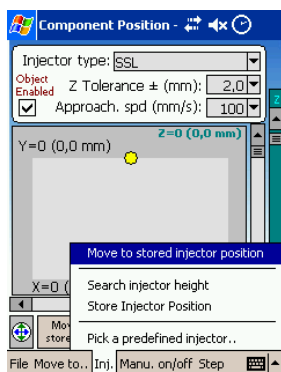 Component Position -
Injector type: SSL
Object
Enabled
Z Tolerance ± (mm): 2,0
Approach. spd (mm/s): 100
Z=0 (0,0 mm)
Z
Y=0 (0,0 mm)
Move to stored injector position
X=0 (
Search injector height
Store Injector Position
Mov
store
Pick a predefined injector..
File Move to.. Inj. Manu. on/off Step